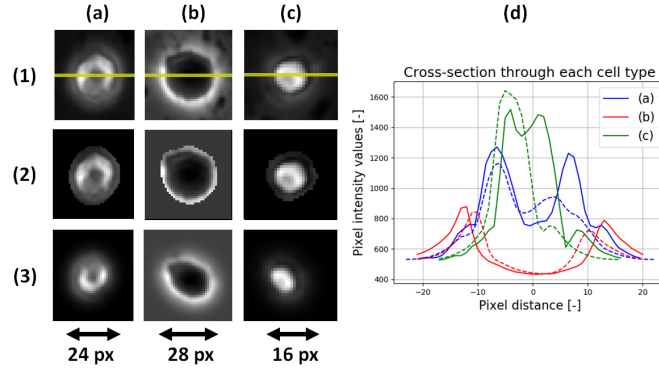 (a) (b) (c) (d)
(1)
(2)
(3)
24 px 28 px 16 px
Cross-section through each cell type
Pixel intensity values [-]
1600
1400
1200
1000
800
600
400
(a)
(b)
(c)
−20 −10 0 10 20
Pixel distance [-]